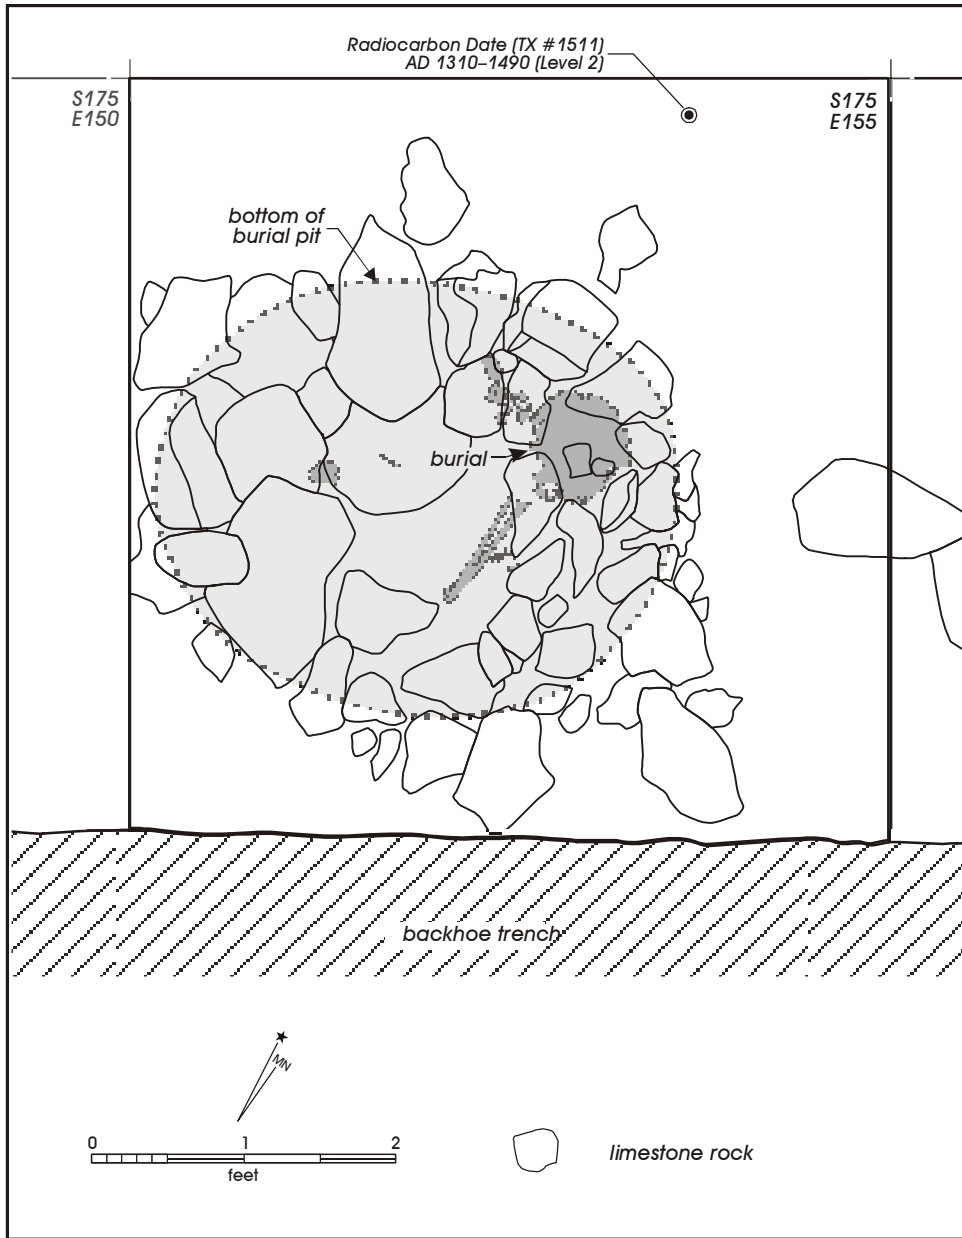 Radiocarbon Date (TX #1511)
AD 1310–1490 (Level 2)
S175
E150
S175
E155
bottom of
burial pit
burial
backhoe trench
MN
0 1 2
feet
limestone rock